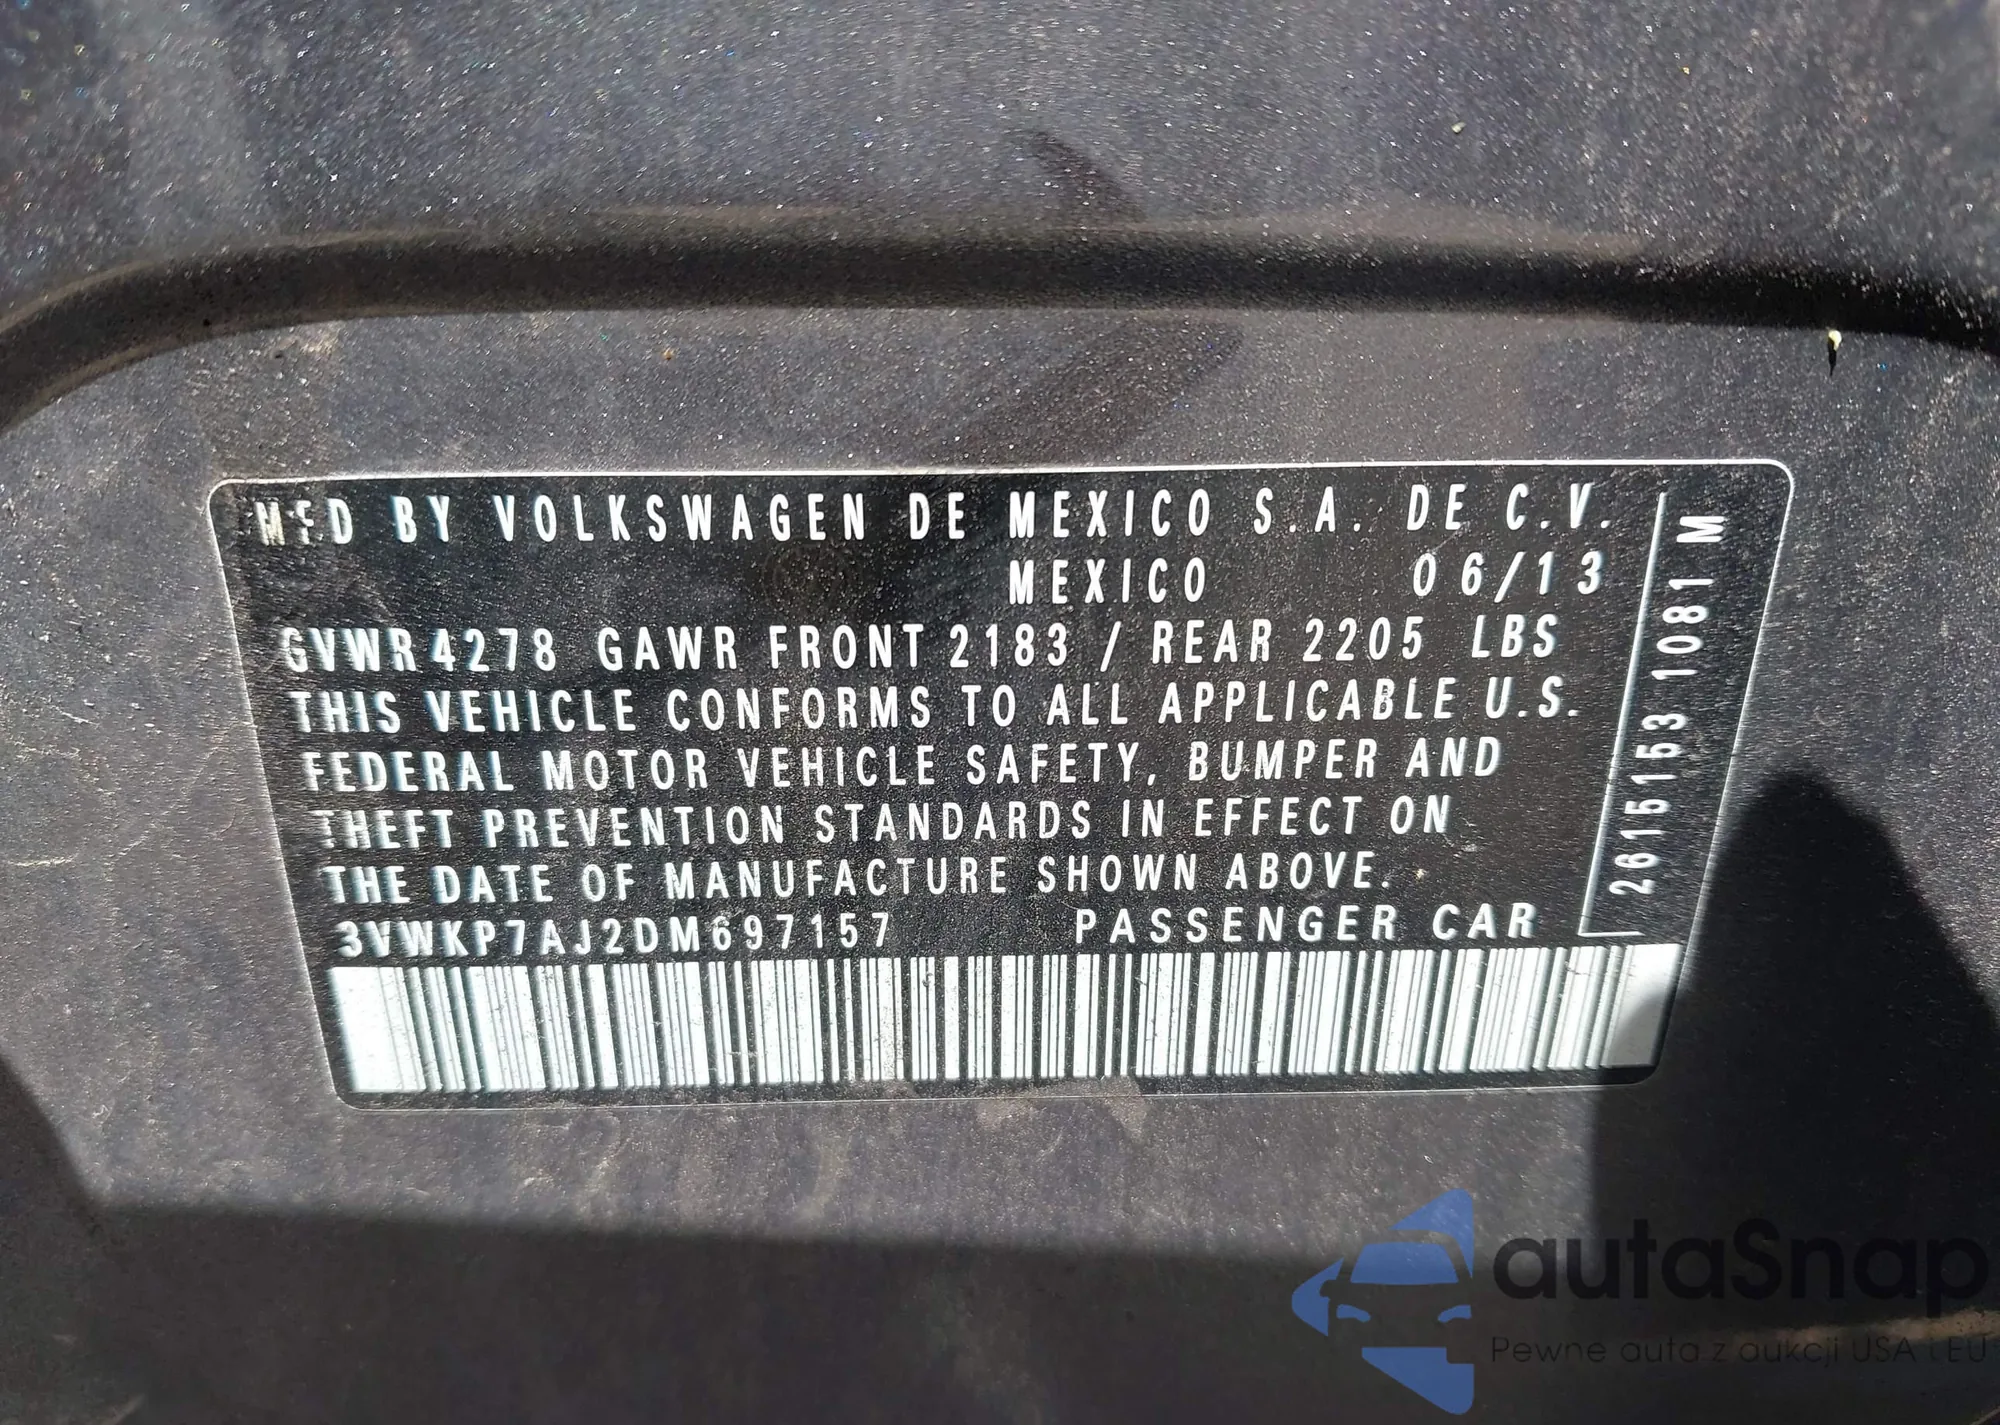 MFD BY VOLKSWAGEN DE MEXICO S.A. DE C.V.
MEXICO 06/13
GVWR 4278 GAWR FRONT 2183 / REAR 2205 LBS
THIS VEHICLE CONFORMS TO ALL APPLICABLE U.S.
FEDERAL MOTOR VEHICLE SAFETY, BUMPER AND
THEFT PREVENTION STANDARDS IN EFFECT ON
THE DATE OF MANUFACTURE SHOWN ABOVE.
3VWKP7AJ2DM697157 PASSENGER CAR
2615153 1081 M
autaSnap
Pewne auta z aukcji USA i EU